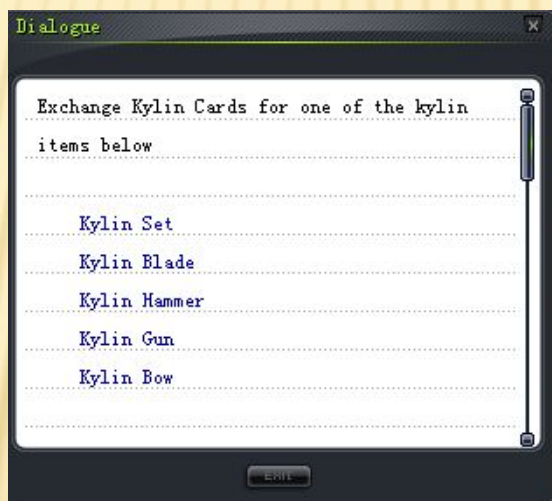 Dialogue
Exchange Kylin Cards for one of the kylin
items below
Kylin Set
Kylin Blade
Kylin Hammer
Kylin Gun
Kylin Bow
EXIT